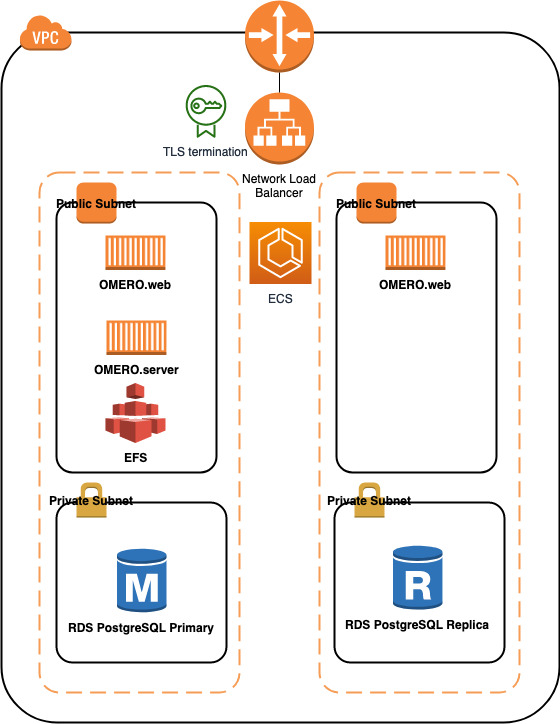 VPC
TLS termination
Network Load
Balancer
Public Subnet
OMERO.web
OMERO.server
EFS
ECS
Public Subnet
OMERO.web
Private Subnet
M
RDS PostgreSQL Primary
Private Subnet
R
RDS PostgreSQL Replica